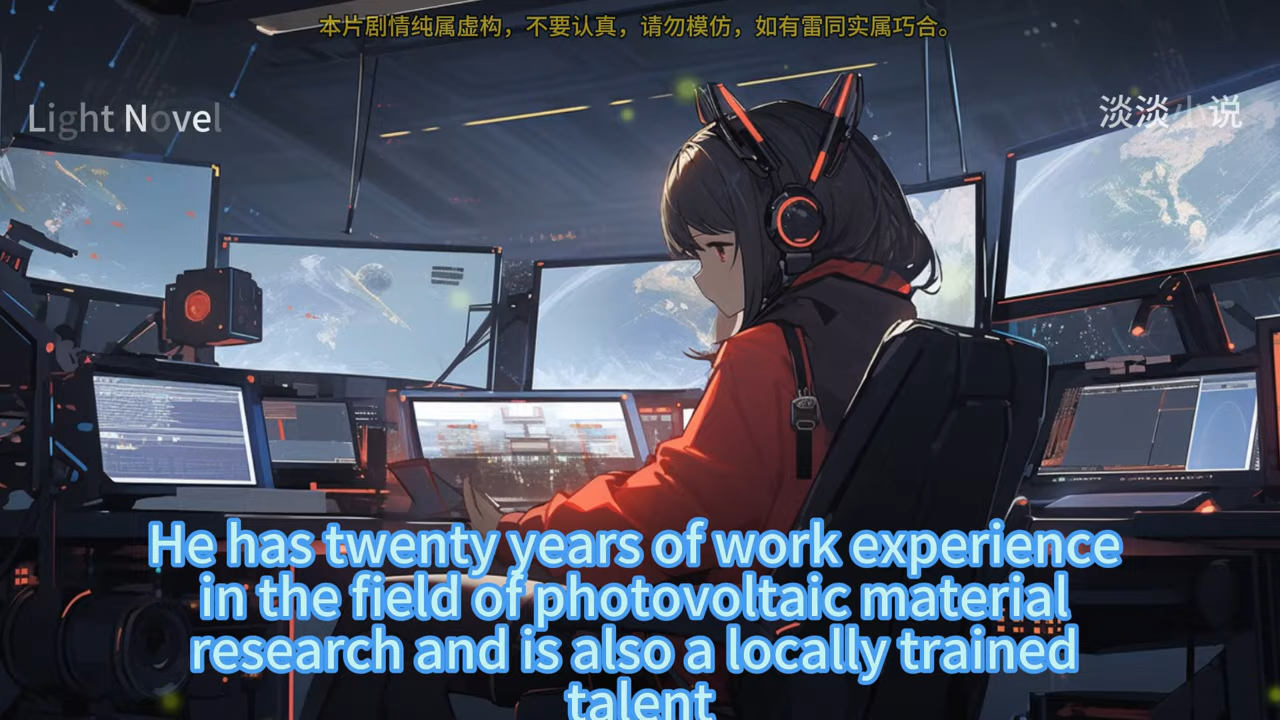 本片剧情纯属虚构，不要认真，请勿模仿，如有雷同实属巧合。
Light Novel
淡淡小说
He has twenty years of work experience
in the field of photovoltaic material
research and is also a locally trained
talent